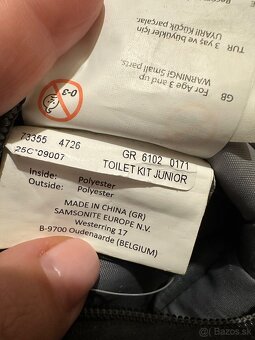 TUR
UYARI! Küçük parçalar.
3 yaş ve büyükler için
GB
WARNING! Small parts.
For Age 3 and up
0-3
73355 4726 GR 6102 0171
25C*09007 TOILET KIT JUNIOR
Inside: Polyester
Outside: Polyester
MADE IN CHINA (GR)
SAMSONITE EUROPE N.V.
Westerring 17
B-9700 Oudenaarde (BELGIUM)
Bazos.sk